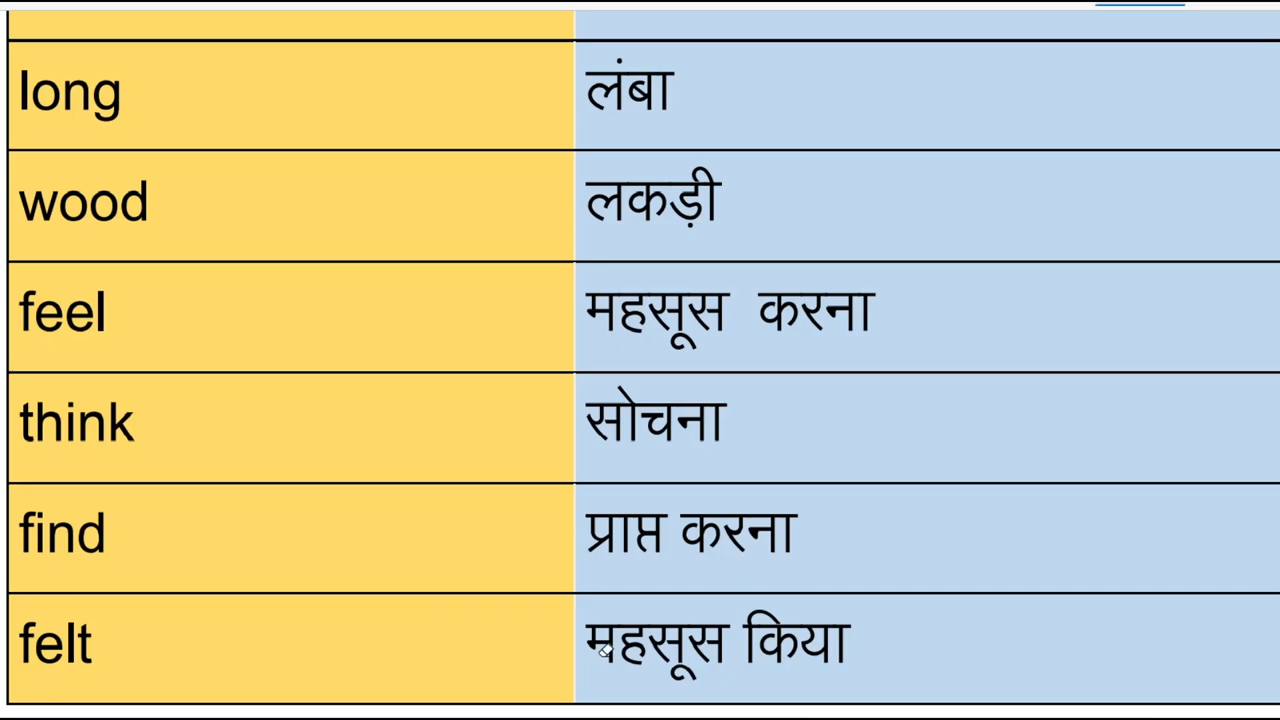 long लंबा
wood लकड़ी
feel महसूस करना
think सोचना
find प्राप्त करना
felt महसूस किया